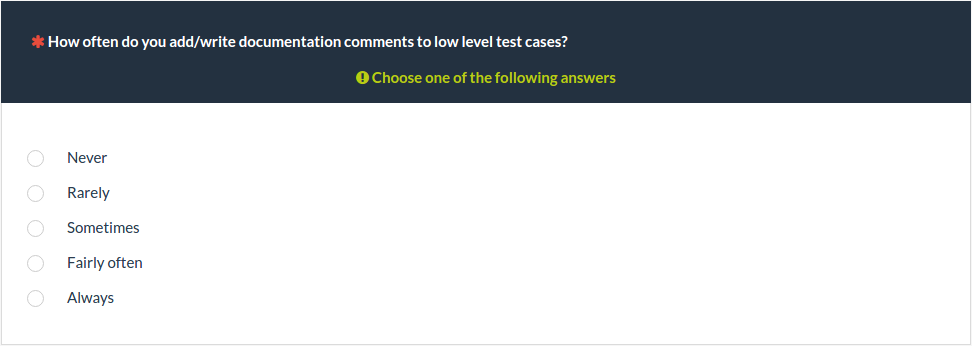 ✱ How often do you add/write documentation comments to low level test cases?
Choose one of the following answers
Never
Rarely
Sometimes
Fairly often
Always